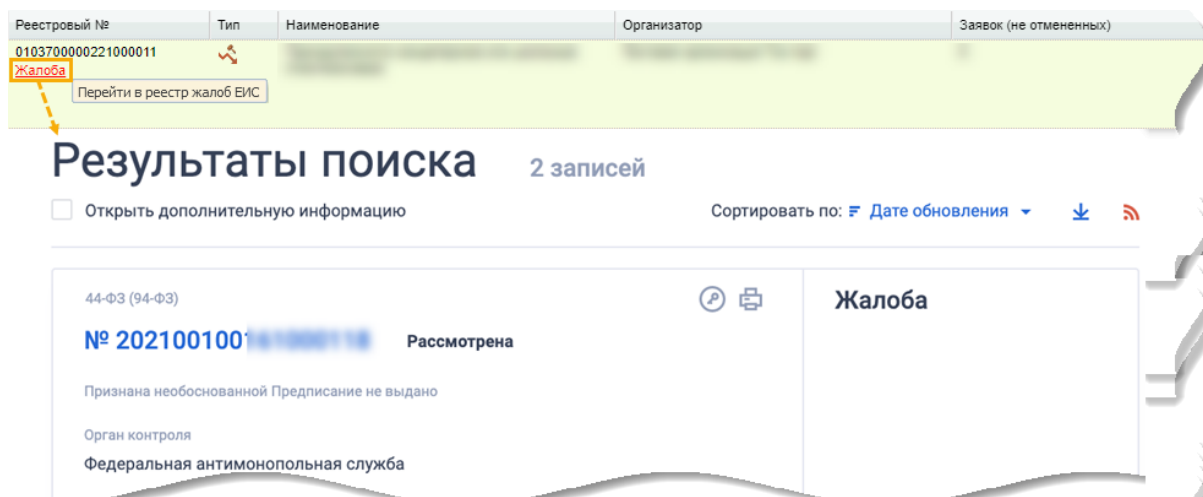 Реестровый № Тип Наименование Организатор Заявок (не отмененных)
0103700000221000011
Жалоба
Перейти в реестр жалоб ЕИС
Результаты поиска 2 записей
Открыть дополнительную информацию Сортировать по: Дате обновления
44-ФЗ (94-ФЗ) Жалоба
№ 202100100 Рассмотрена
Признана необоснованной Предписание не выдано
Орган контроля
Федеральная антимонопольная служба